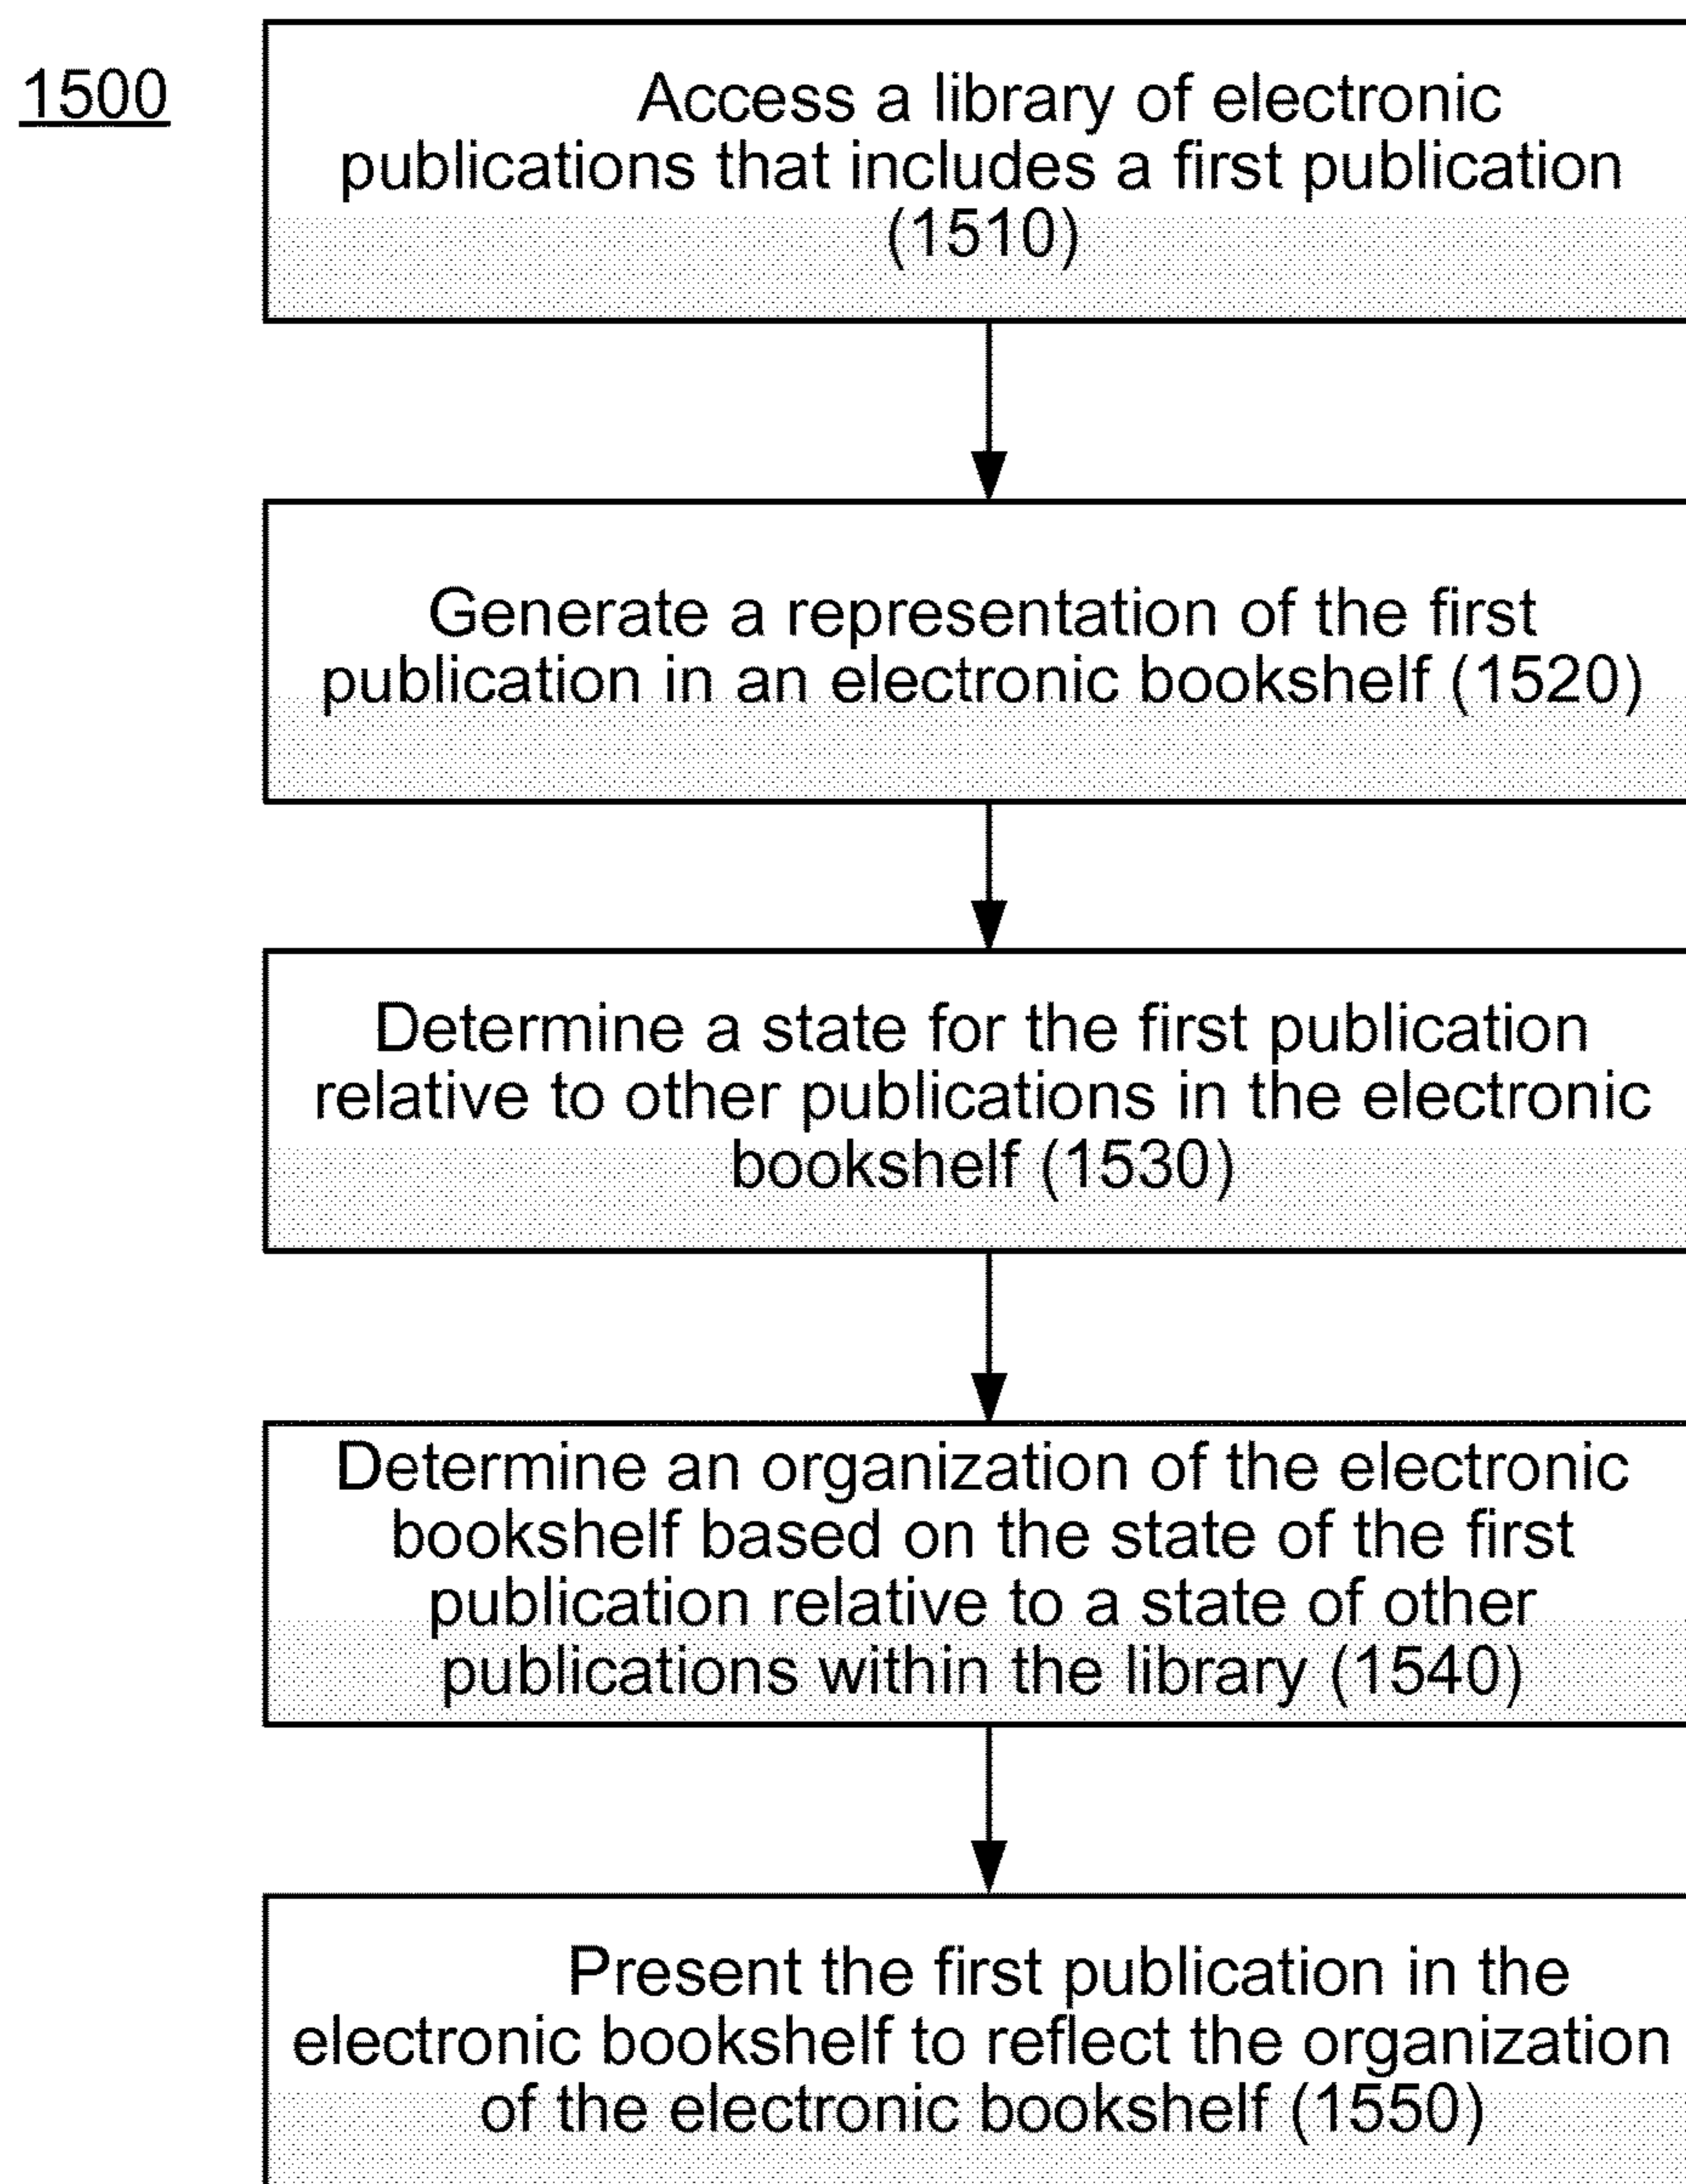 1500
Access a library of electronic
publications that includes a first publication
(1510)
Generate a representation of the first
publication in an electronic bookshelf (1520)
Determine a state for the first publication
relative to other publications in the electronic
bookshelf (1530)
Determine an organization of the electronic
bookshelf based on the state of the first
publication relative to a state of other
publications within the library (1540)
Present the first publication in the
electronic bookshelf to reflect the organization
of the electronic bookshelf (1550)